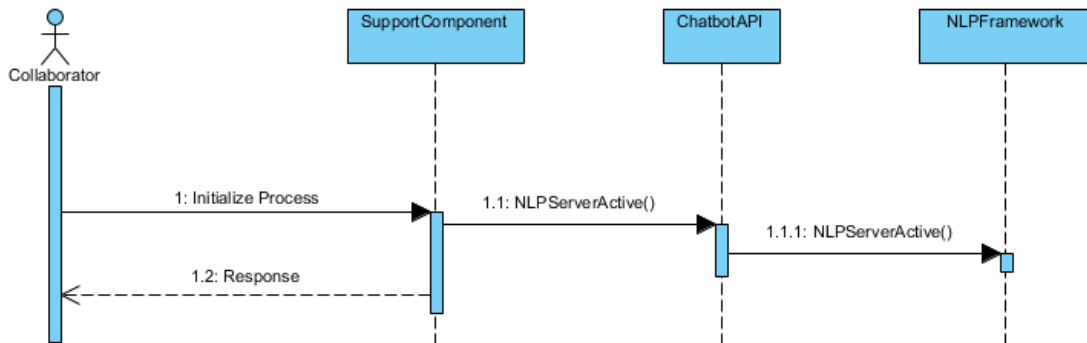 SupportComponent
ChatbotAPI
NLPFramework
Collaborator
1: Initialize Process
1.1: NLPServerActive()
1.1.1: NLPServerActive()
1.2: Response